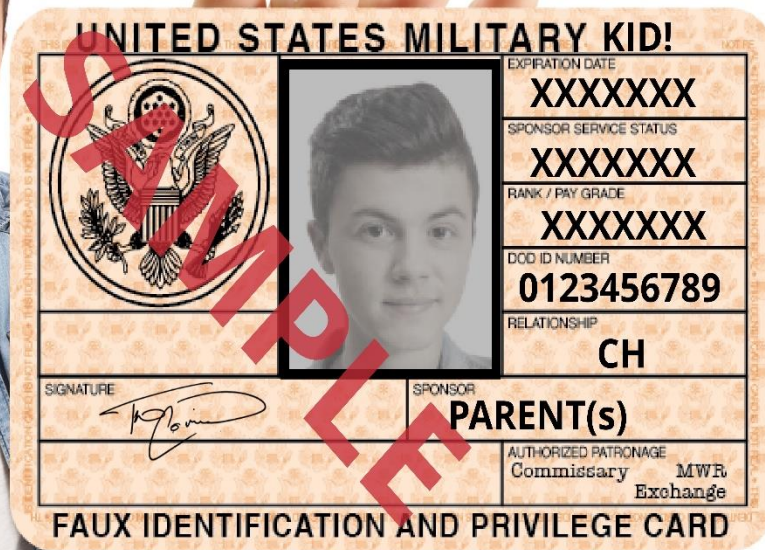 UNITED STATES MILITARY KID!
EXPIRATION DATE
XXXXXXX
SPONSOR SERVICE STATUS
XXXXXXX
RANK / PAY GRADE
XXXXXXX
DOD ID NUMBER
0123456789
RELATIONSHIP
CH
SAMPLE
SIGNATURE
SPONSOR
PARENT(s)
AUTHORIZED PATRONAGE
Commissary MWR
Exchange
FAUX IDENTIFICATION AND PRIVILEGE CARD